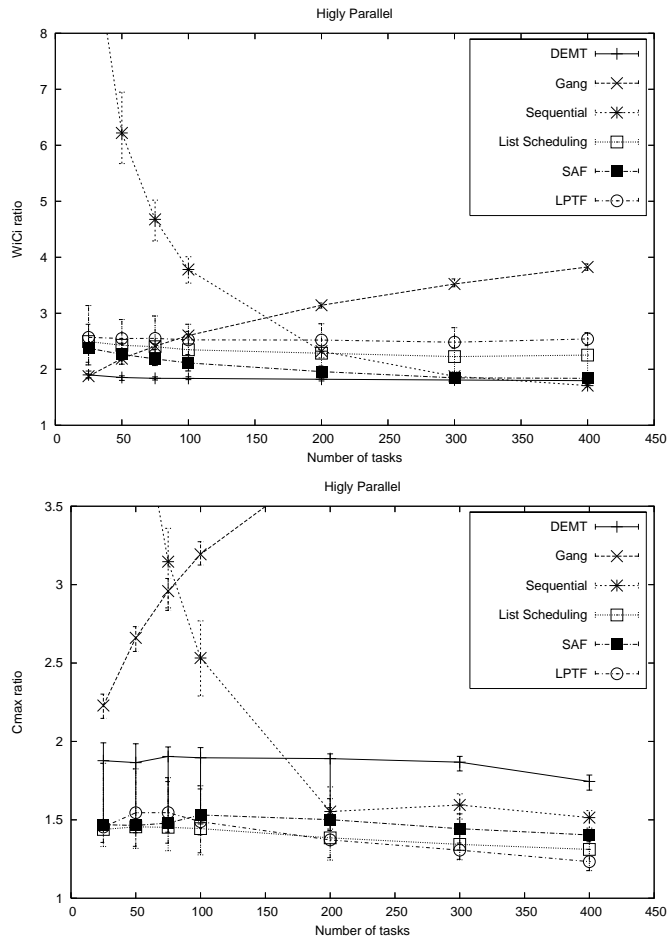 Higly Parallel
8
7
6
5
4
3
2
1
WiCi ratio
DEMT
Gang
Sequential
List Scheduling
SAF
LPTF
0 50 100 150 200 250 300 350 400 450
Number of tasks
Higly Parallel
3.5
3
2.5
2
1.5
1
Cmax ratio
DEMT
Gang
Sequential
List Scheduling
SAF
LPTF
0 50 100 150 200 250 300 350 400 450
Number of tasks